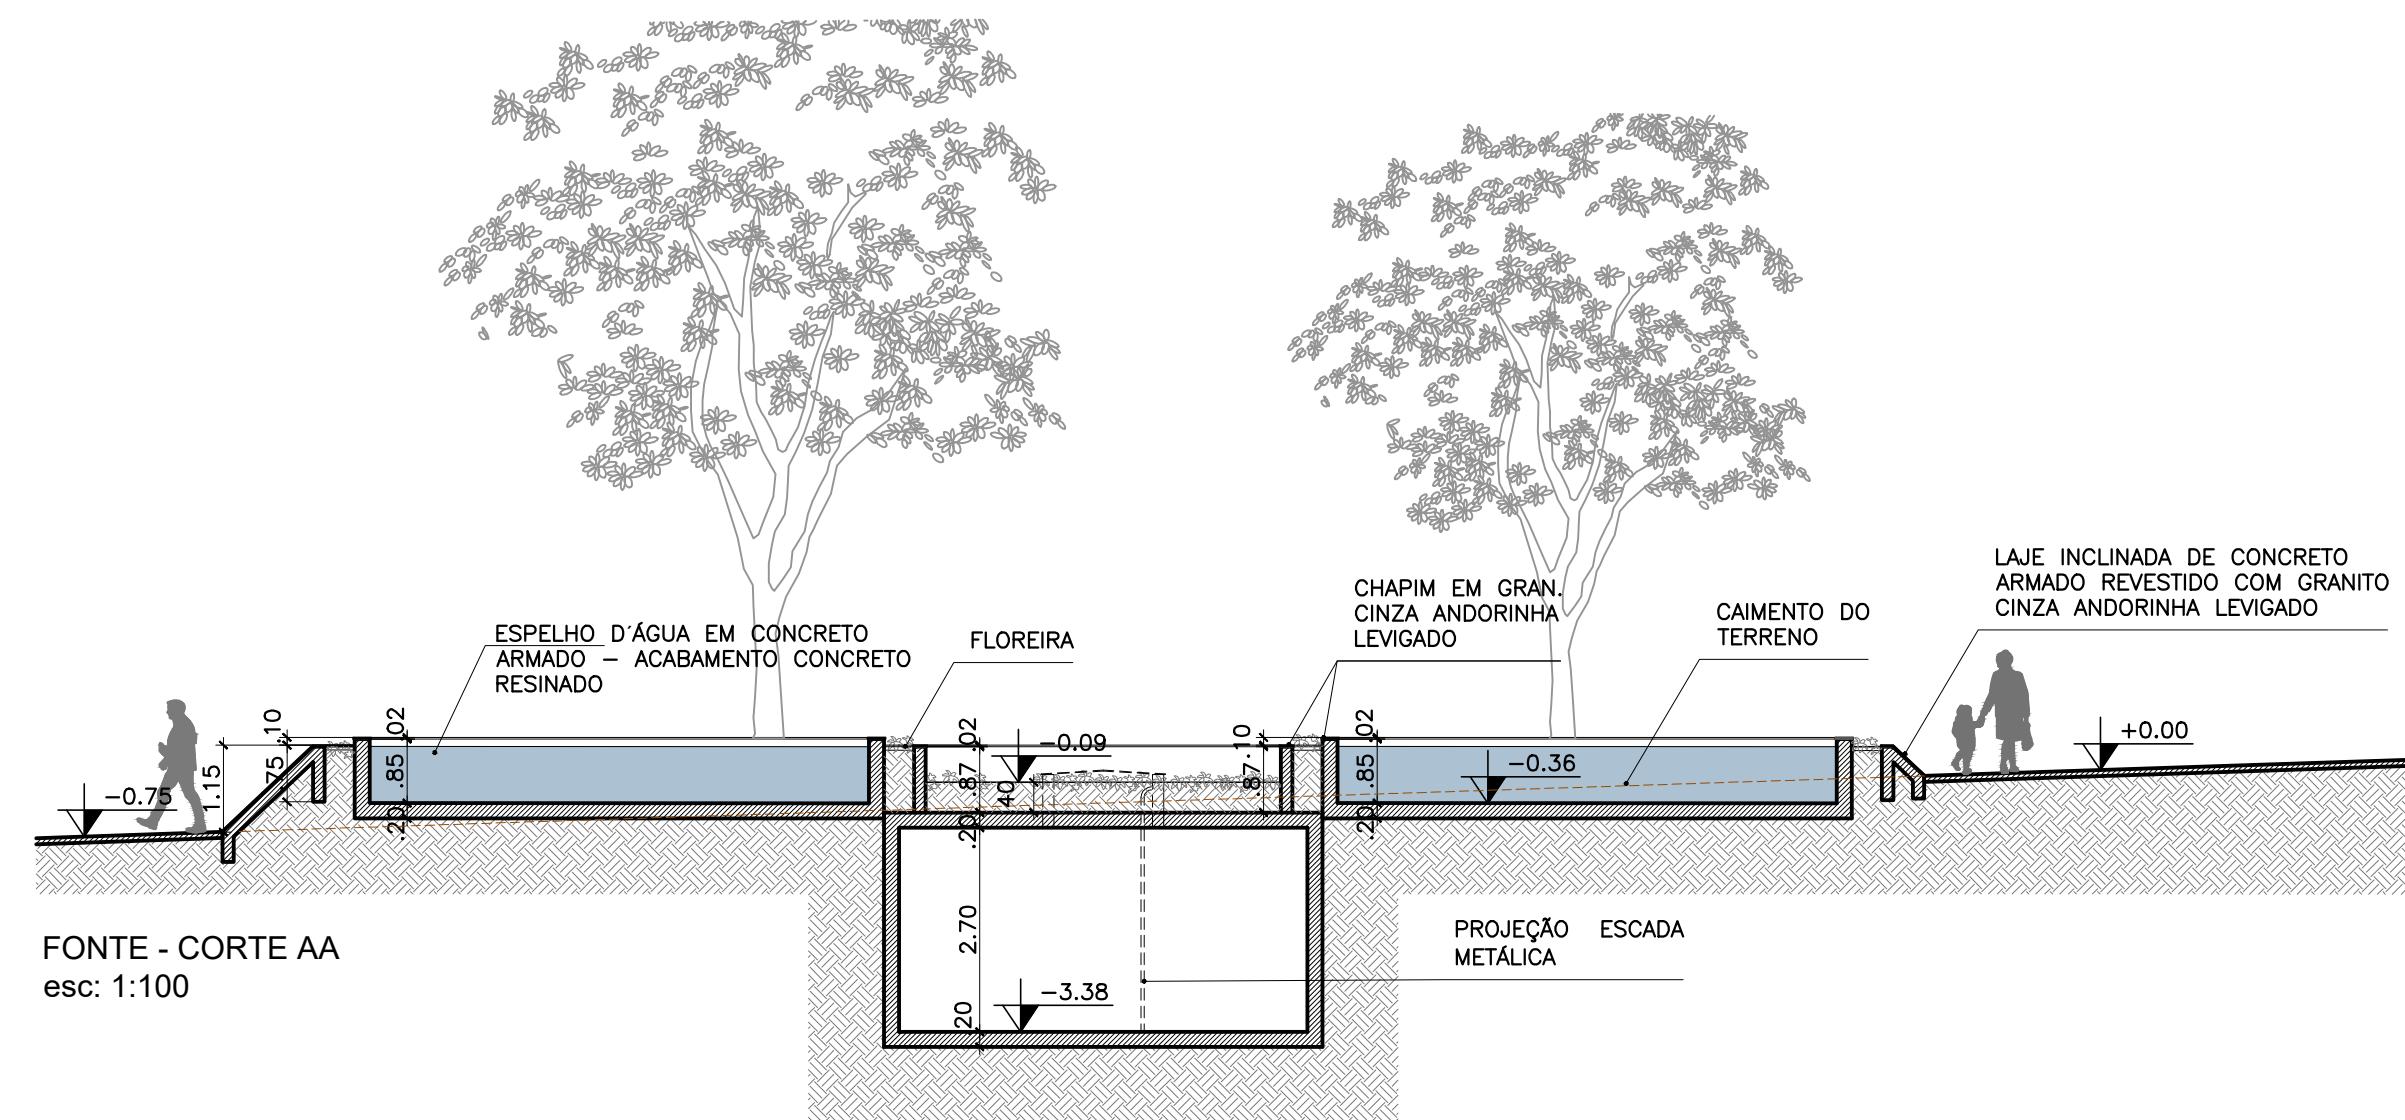 LAJE INCLINADA DE CONCRETO
ARMADO REVESTIDO COM GRANITO
CINZA ANDORINHA LEVIGADO
CHAPIM EM GRAN.
CINZA ANDORINHA
LEVIGADO
CAIMENTO DO
TERRENO
ESPELHO D´ÁGUA EM CONCRETO
ARMADO – ACABAMENTO CONCRETO
RESINADO
FLOREIRA
.10
.02
.02
.10
.02
−0.09
+0.00
−0.36
−0.75
1.15
.75
.85
.87
.40
.87
.85
.20
.20
.20
2.70
−3.38
.20
PROJEÇÃO ESCADA
METÁLICA
FONTE - CORTE AA
esc: 1:100